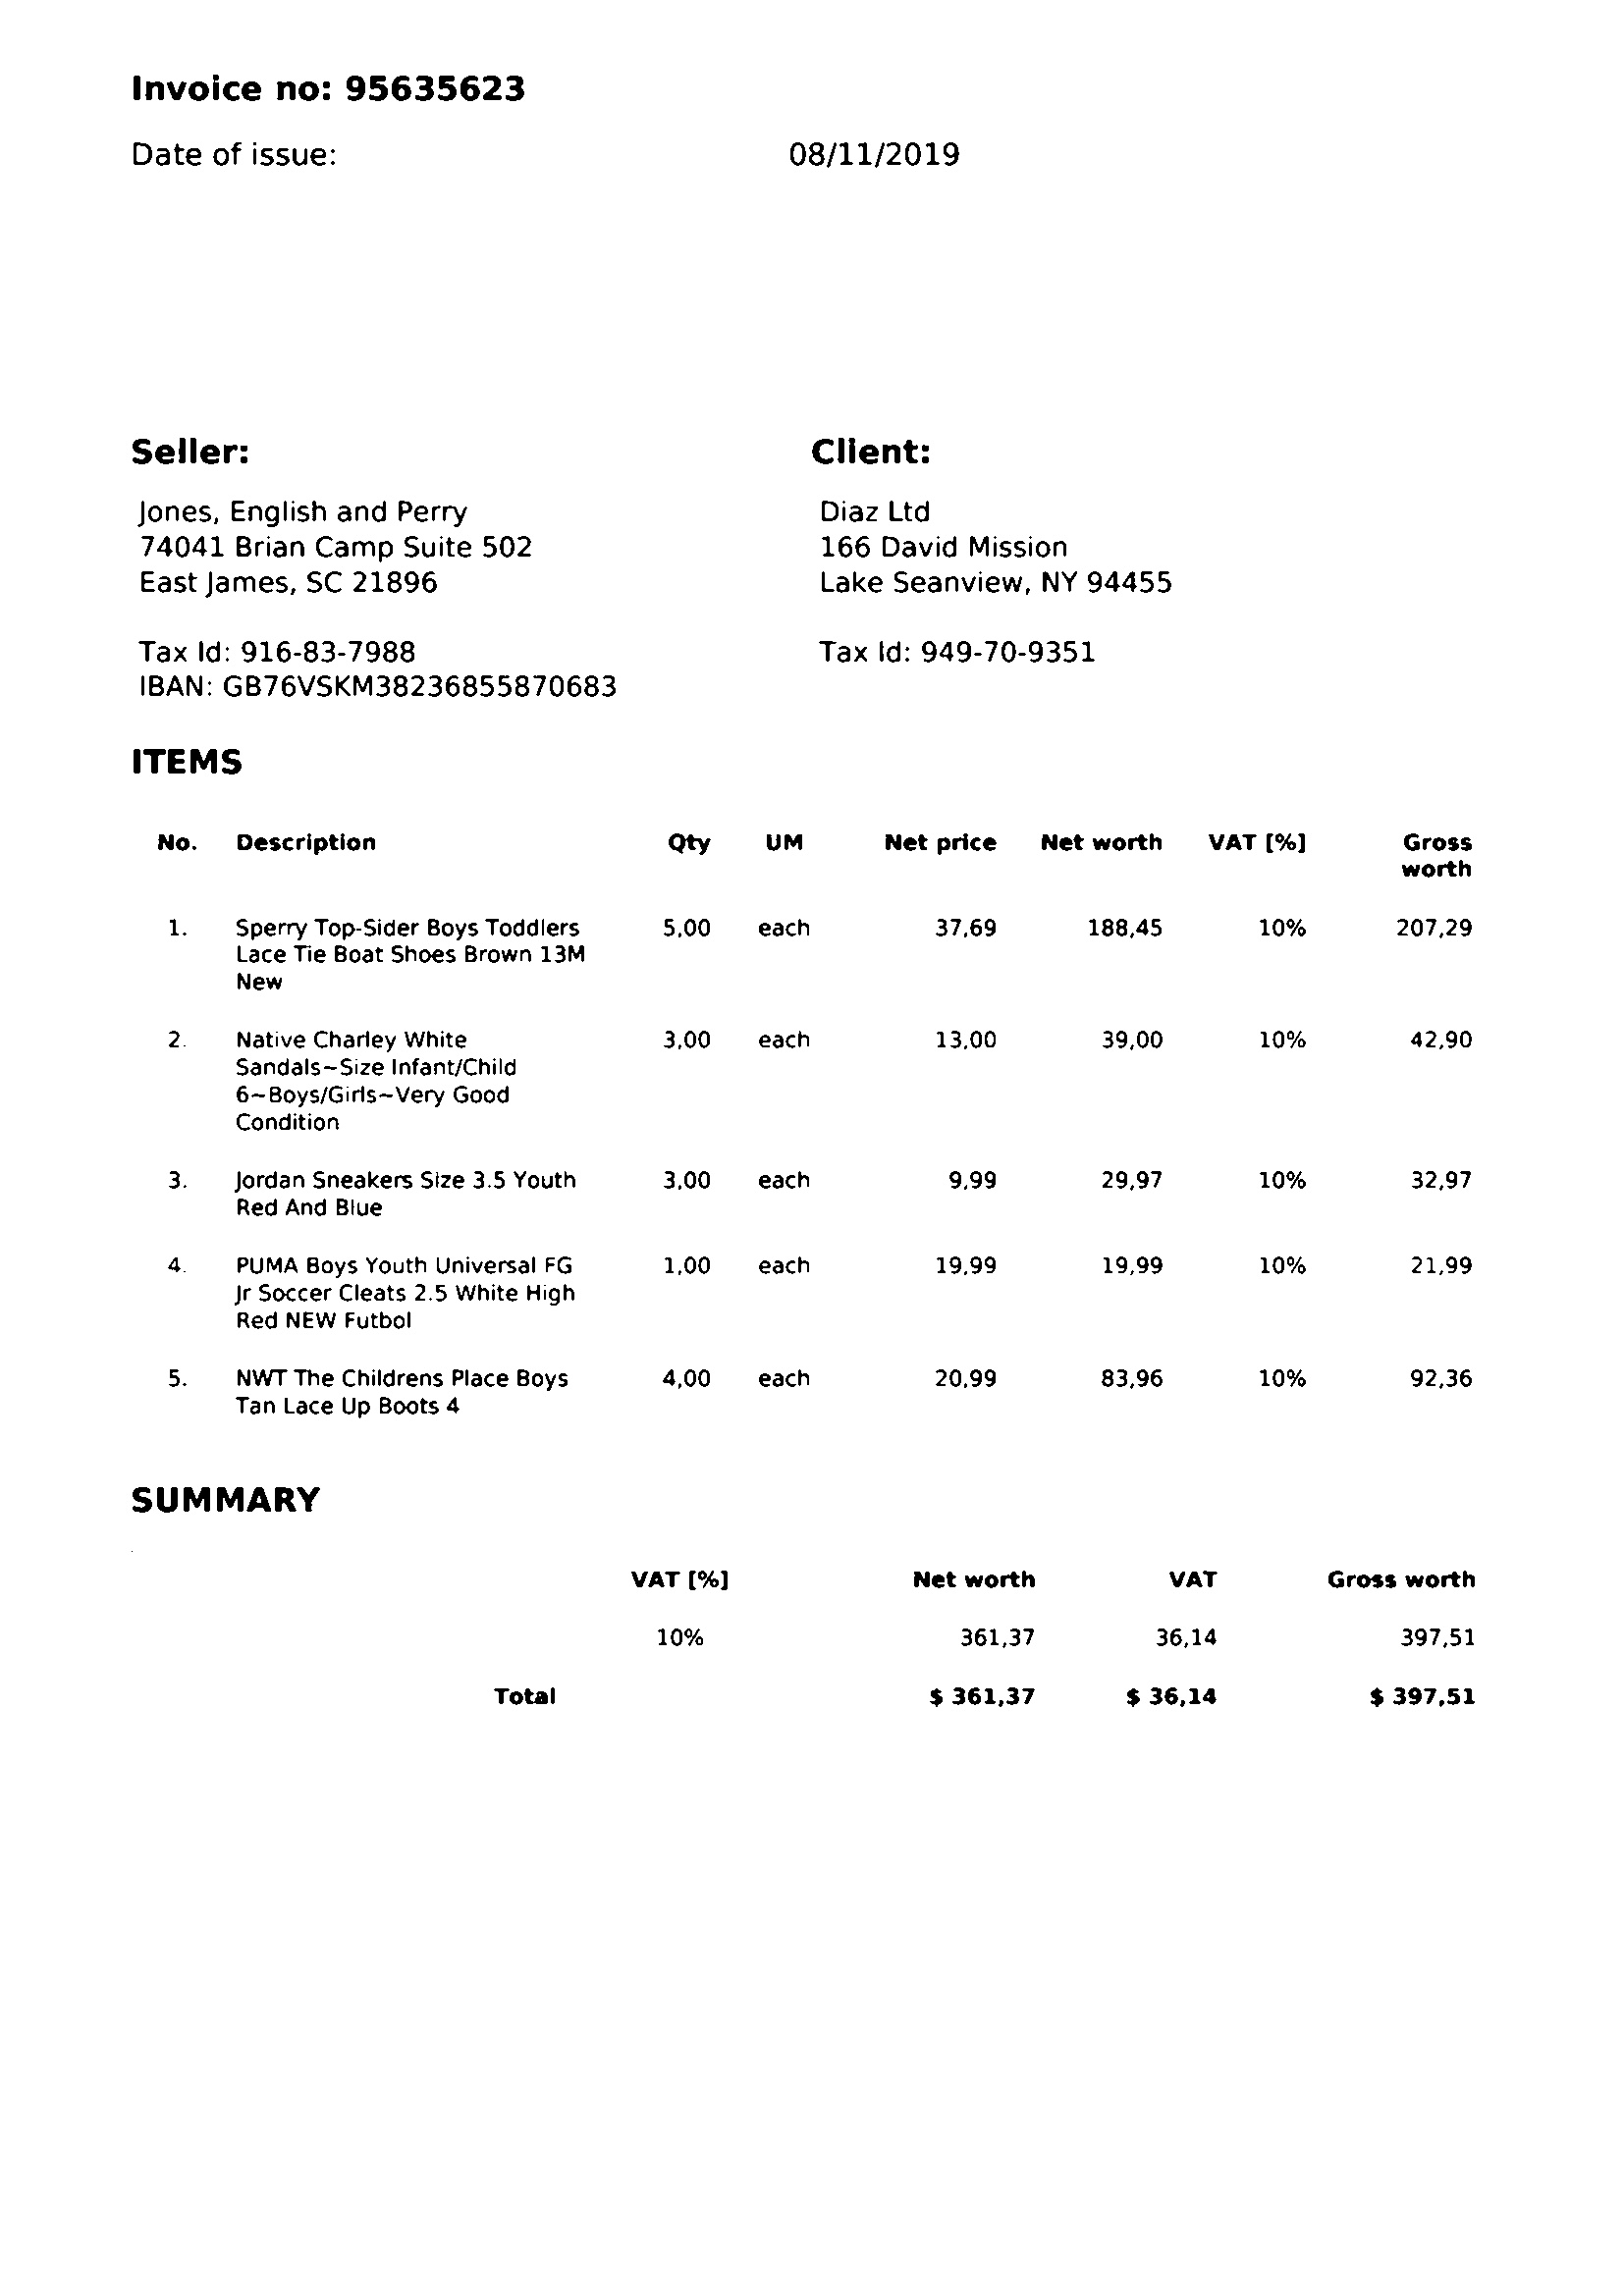 Invoice no: 95635623
Date of issue: 08/11/2019
Seller:
Jones, English and Perry
74041 Brian Camp Suite 502
East James, SC 21896
Tax Id: 916-83-7988
IBAN: GB76VSKM38236855870683
Client:
Diaz Ltd
166 David Mission
Lake Seanview, NY 94455
Tax Id: 949-70-9351
ITEMS
No. Description Qty UM Net price Net worth VAT [%] Gross
worth
1. Sperry Top-Sider Boys Toddlers 5,00 each 37,69 188,45 10% 207,29
Lace Tie Boat Shoes Brown 13M
New
2. Native Charley White 3,00 each 13,00 39,00 10% 42,90
Sandals~Size Infant/Child
6~Boys/Girls~Very Good
Condition
3. Jordan Sneakers Size 3.5 Youth 3,00 each 9,99 29,97 10% 32,97
Red And Blue
4. PUMA Boys Youth Universal FG 1,00 each 19,99 19,99 10% 21,99
Jr Soccer Cleats 2.5 White High
Red NEW Futbol
5. NWT The Childrens Place Boys 4,00 each 20,99 83,96 10% 92,36
Tan Lace Up Boots 4
SUMMARY
VAT [%] Net worth VAT Gross worth
10% 361,37 36,14 397,51
Total $ 361,37 $ 36,14 $ 397,51